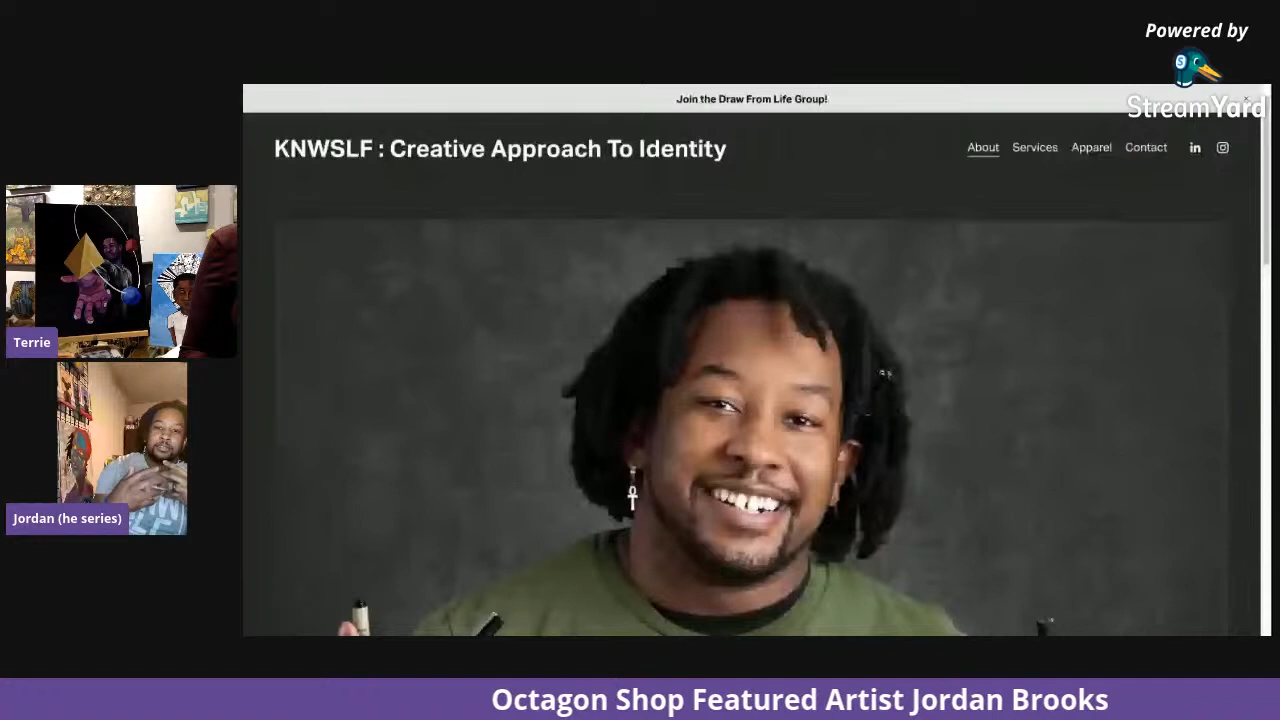 Powered by
StreamYard
Join the Draw From Life Group!
KNWSLF : Creative Approach To Identity
About Services Apparel Contact
Terrie
Jordan (he series)
Octagon Shop Featured Artist Jordan Brooks